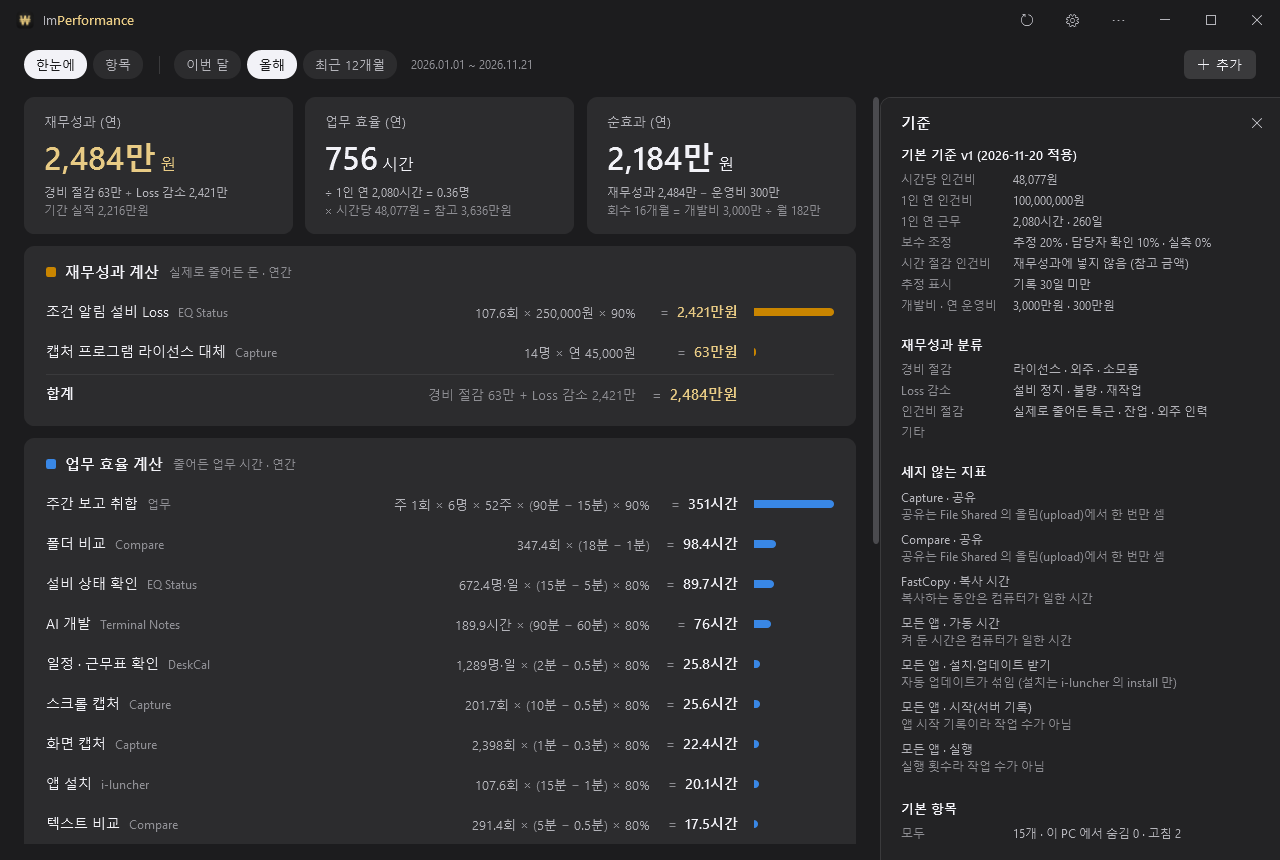 ImPerformance
한눈에 항목 이번 달 올해 최근 12개월 2026.01.01 ~ 2026.11.21 + 추가
재무성과 (연)
2,484만 원
경비 절감 63만 + Loss 감소 2,421만
기간 실적 2,216만원
업무 효율 (연)
756 시간
÷ 1인 연 2,080시간 = 0.36명
× 시간당 48,077원 = 참고 3,636만원
순효과 (연)
2,184만 원
재무성과 2,484만 − 운영비 300만
회수 16개월 = 개발비 3,000만 ÷ 월 182만
재무성과 계산 실제로 줄어든 돈 · 연간
조건 알림 설비 Loss EQ Status 107.6회 × 250,000원 × 90% = 2,421만원
캡처 프로그램 라이선스 대체 Capture 14명 × 연 45,000원 = 63만원
합계 경비 절감 63만 + Loss 감소 2,421만 = 2,484만원
업무 효율 계산 줄어든 업무 시간 · 연간
주간 보고 취합 업무 주 1회 × 6명 × 52주 × (90분 − 15분) × 90% = 351시간
폴더 비교 Compare 347.4회 × (18분 − 1분) = 98.4시간
설비 상태 확인 EQ Status 672.4명·일 × (15분 − 5분) × 80% = 89.7시간
AI 개발 Terminal Notes 189.9시간 × (90분 − 60분) × 80% = 76시간
일정 · 근무표 확인 DeskCal 1,289명·일 × (2분 − 0.5분) × 80% = 25.8시간
스크롤 캡처 Capture 201.7회 × (10분 − 0.5분) × 80% = 25.6시간
화면 캡처 Capture 2,398회 × (1분 − 0.3분) × 80% = 22.4시간
앱 설치 i-luncher 107.6회 × (15분 − 1분) × 80% = 20.1시간
텍스트 비교 Compare 291.4회 × (5분 − 0.5분) × 80% = 17.5시간
기준
기본 기준 v1 (2026-11-20 적용)
시간당 인건비 48,077원
1인 연 인건비 100,000,000원
1인 연 근무 2,080시간 · 260일
보수 조정 추정 20% · 담당자 확인 10% · 실측 0%
시간 절감 인건비 재무성과에 넣지 않음 (참고 금액)
추정 표시 기록 30일 미만
개발비 · 연 운영비 3,000만원 · 300만원
재무성과 분류
경비 절감 라이선스 · 외주 · 소모품
Loss 감소 설비 정지 · 불량 · 재작업
인건비 절감 실제로 줄어든 특근 · 잔업 · 외주 인력
기타
세지 않는 지표
Capture · 공유
공유는 File Shared 의 올림(upload)에서 한 번만 셈
Compare · 공유
공유는 File Shared 의 올림(upload)에서 한 번만 셈
FastCopy · 복사 시간
복사하는 동안은 컴퓨터가 일한 시간
모든 앱 · 가동 시간
켜 둔 시간은 컴퓨터가 일한 시간
모든 앱 · 설치·업데이트 받기
자동 업데이트가 섞임 (설치는 i-luncher 의 install 만)
모든 앱 · 시작(서버 기록)
앱 시작 기록이라 작업 수가 아님
모든 앱 · 실행
실행 횟수라 작업 수가 아님
기본 항목
모두 15개 · 이 PC 에서 숨김 0 · 고침 2